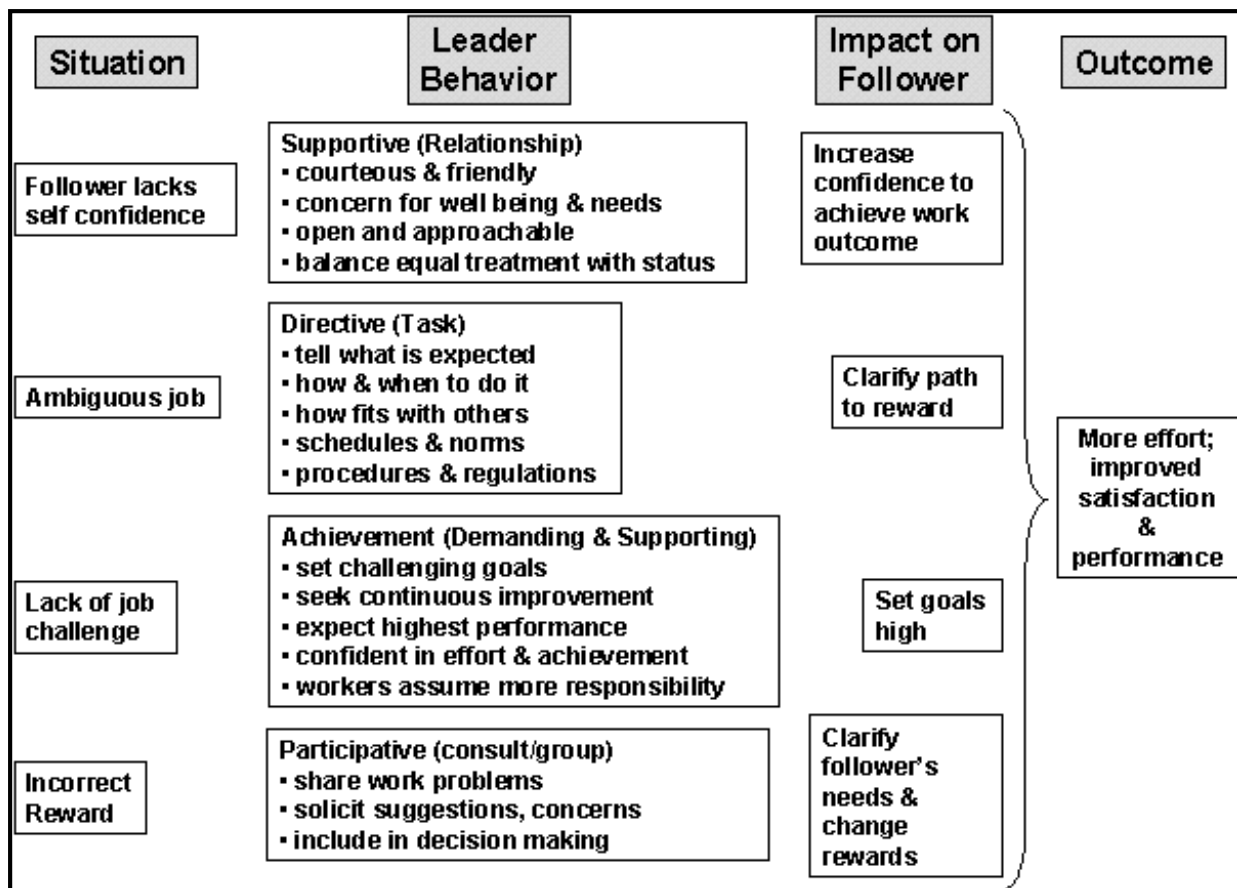 Situation
Leader
Behavior
Impact on
Follower
Outcome
Follower lacks
self confidence
Supportive (Relationship)
▪ courteous & friendly
▪ concern for well being & needs
▪ open and approachable
▪ balance equal treatment with status
Increase
confidence to
achieve work
outcome
Ambiguous job
Directive (Task)
▪ tell what is expected
▪ how & when to do it
▪ how fits with others
▪ schedules & norms
▪ procedures & regulations
Clarify path
to reward
Lack of job
challenge
Achievement (Demanding & Supporting)
▪ set challenging goals
▪ seek continuous improvement
▪ expect highest performance
▪ confident in effort & achievement
▪ workers assume more responsibility
Set goals
high
Incorrect
Reward
Participative (consult/group)
▪ share work problems
▪ solicit suggestions, concerns
▪ include in decision making
Clarify
follower's
needs &
change
rewards
More effort;
improved
satisfaction
&
performance